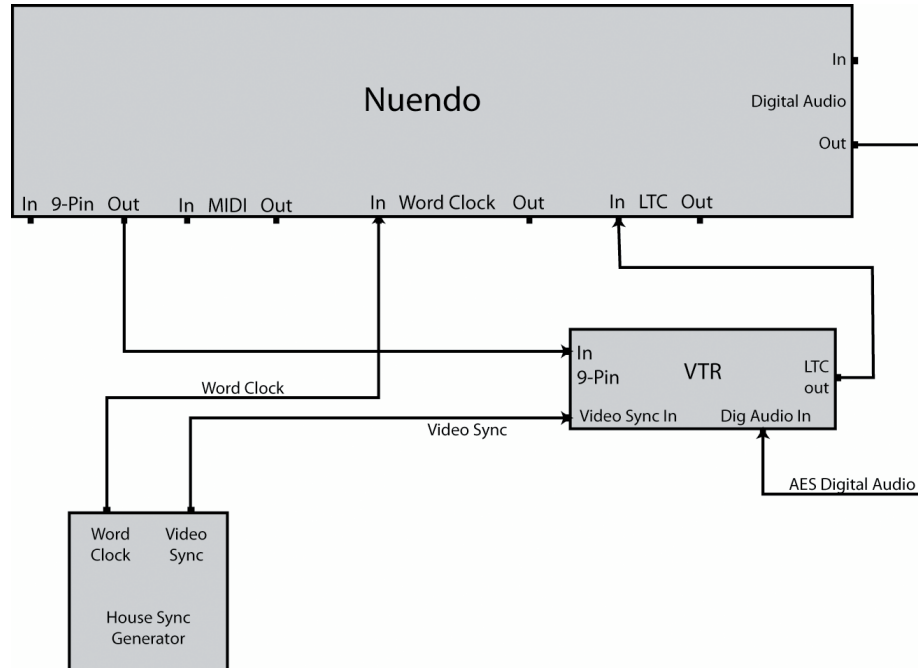 In
Nuendo
Digital Audio
Out
In 9-Pin Out In MIDI Out In Word Clock Out In LTC Out
In
9-Pin
VTR
LTC
out
Word Clock
Video Sync In Dig Audio In
Video Sync
AES Digital Audio
Word
Clock
Video
Sync
House Sync
Generator